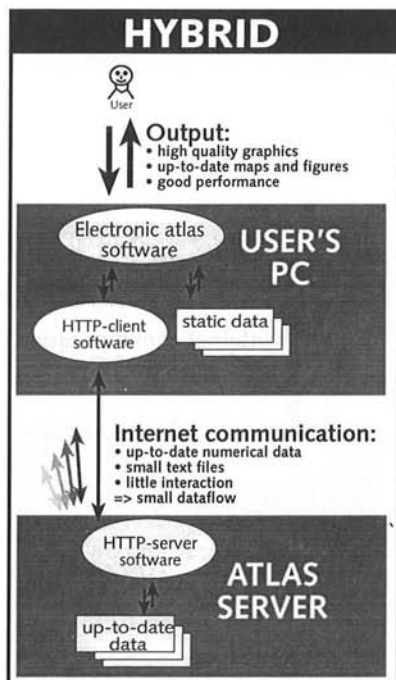 HYBRID
User
Output:
• high quality graphics
• up-to-date maps and figures
• good performance
Electronic atlas
software
USER'S
PC
HTTP-client
software
static data
Internet communication:
• up-to-date numerical data
• small text files
• little interaction
=> small dataflow
HTTP-server
software
ATLAS
SERVER
up-to-date
data